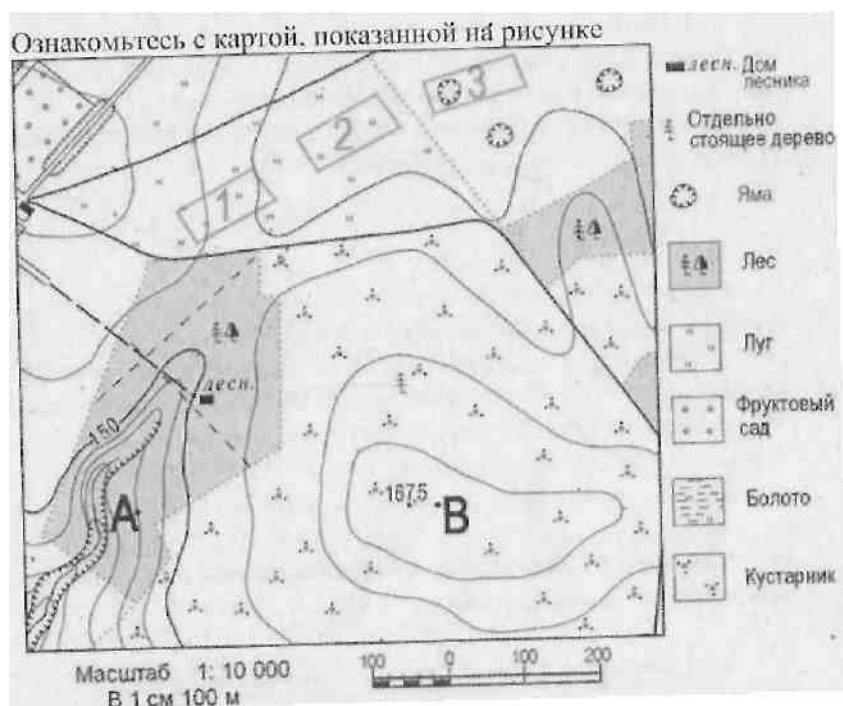 Ознакомьтесь с картой, показанной на рисунке
3
2
1
лесн.
150
А
167,5
В
лесн. Дом
лесника
Отдельно
стоящее дерево
Яма
Лес
Луг
Фруктовый
сад
Болото
Кустарник
Масштаб 1: 10 000
В 1 см 100 м
100 0 100 200